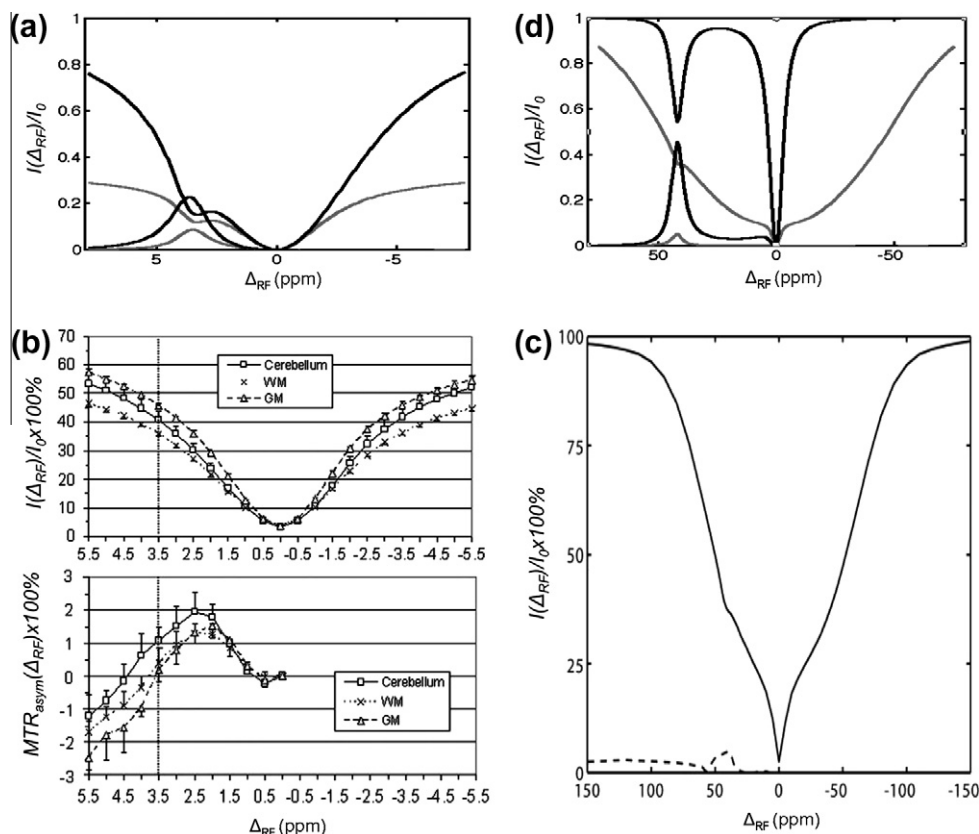 (a)
I(ΔRF)/I0
1
0.8
0.6
0.4
0.2
0
5 0 -5
ΔRF (ppm)
(d)
I(ΔRF)/I0
1
0.8
0.6
0.4
0.2
0
50 0 -50
ΔRF (ppm)
(b)
I(ΔRF)/I0x100%
70
60
50
40
30
20
10
0
Cerebellum
WM
GM
5.5 4.5 3.5 2.5 1.5 0.5 -0.5 -1.5 -2.5 -3.5 -4.5 -5.5
MTRasym(ΔRF)x100%
3
2
1
0
-1
-2
-3
Cerebellum
WM
GM
5.5 4.5 3.5 2.5 1.5 0.5 -0.5 -1.5 -2.5 -3.5 -4.5 -5.5
ΔRF (ppm)
(c)
I(ΔRF)/I0x100%
100
75
50
25
0
150 100 50 0 -50 -100 -150
ΔRF (ppm)